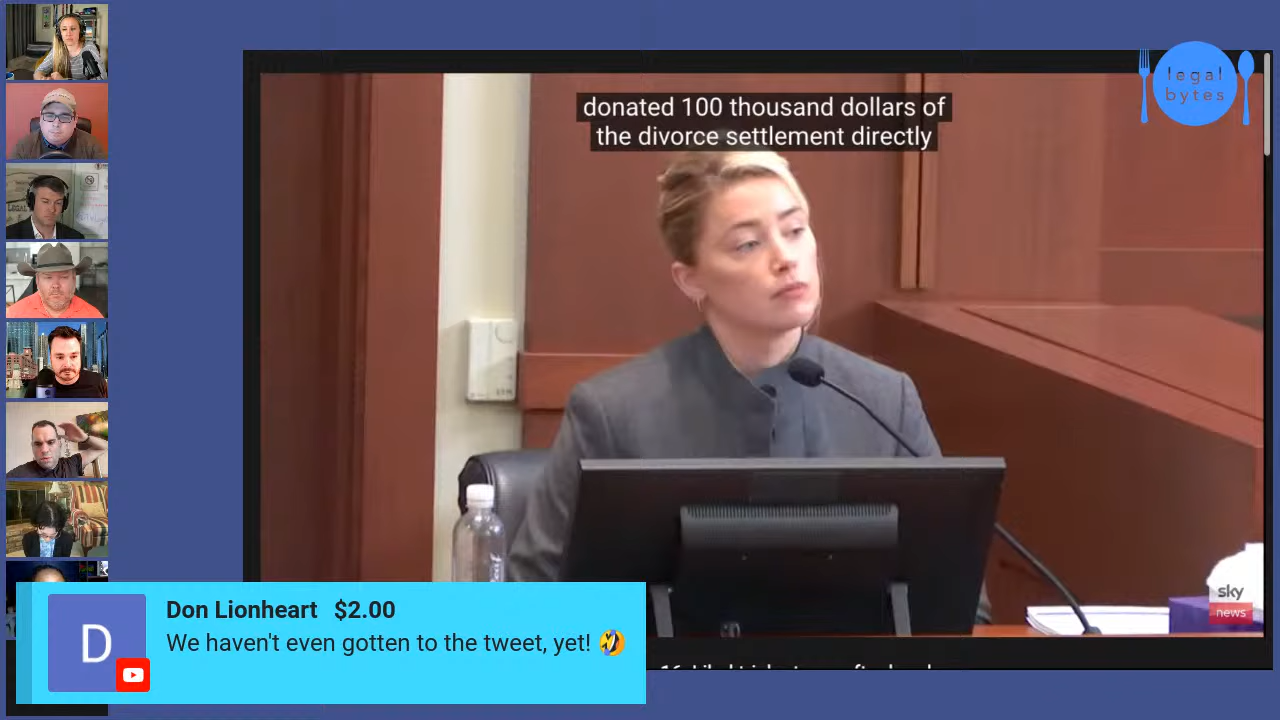 donated 100 thousand dollars of
the divorce settlement directly
legal
bytes
sky
news
D
Don Lionheart $2.00
We haven't even gotten to the tweet, yet! 🤣